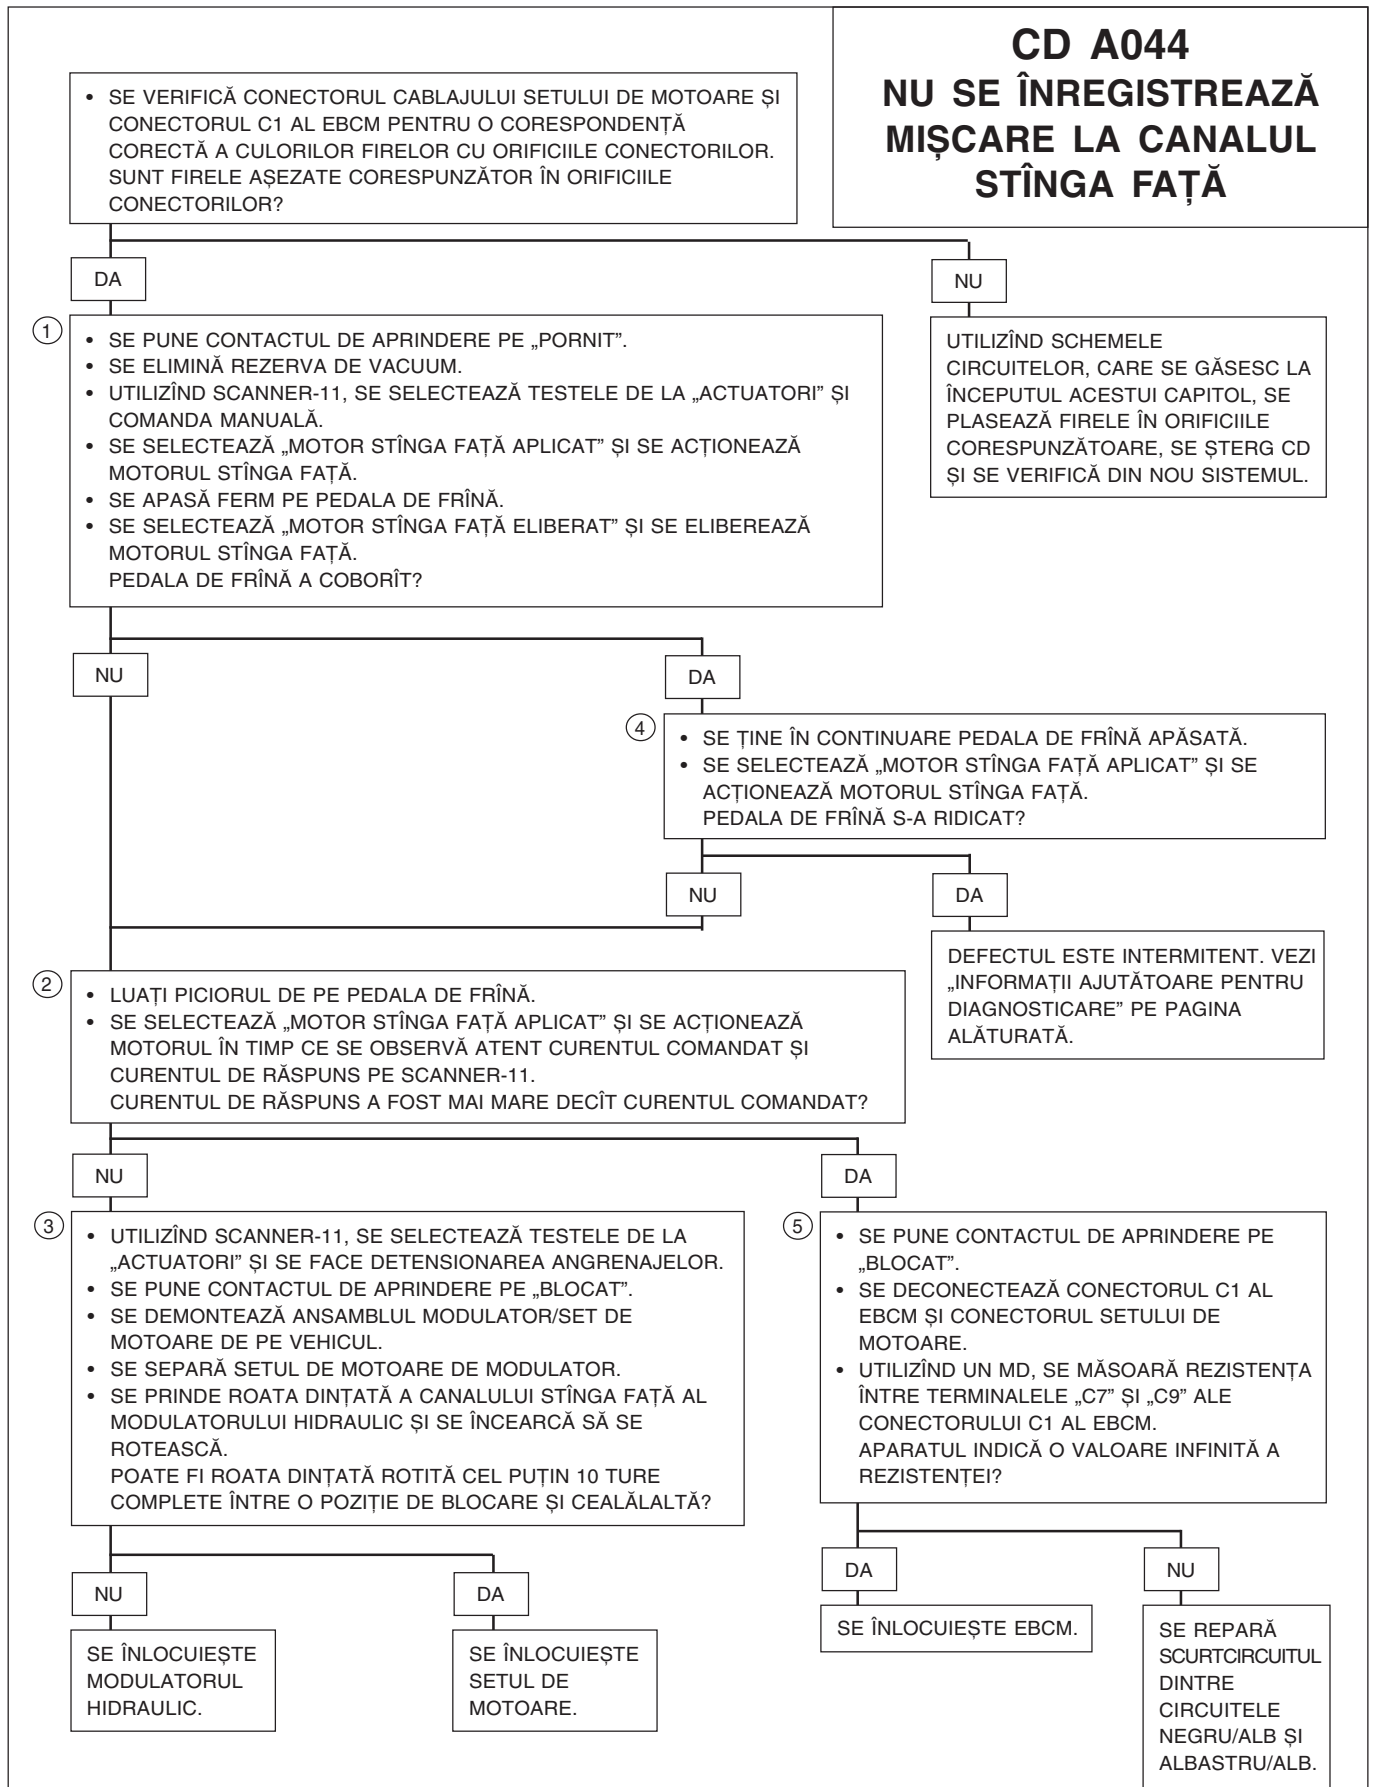 CD A044
NU SE ÎNREGISTREAZĂ
MIȘCARE LA CANALUL
STÎNGA FAȚĂ
• SE VERIFICĂ CONECTORUL CABLAJULUI SETULUI DE MOTOARE ȘI
CONECTORUL C1 AL EBCM PENTRU O CORESPONDENȚĂ
CORECTĂ A CULORILOR FIRELOR CU ORIFICIILE CONECTORILOR.
SUNT FIRELE AȘEZATE CORESPUNZĂTOR ÎN ORIFICIILE
CONECTORILOR?
DA
NU
1
• SE PUNE CONTACTUL DE APRINDERE PE „PORNIT”.
• SE ELIMINĂ REZERVA DE VACUUM.
• UTILIZÎND SCANNER-11, SE SELECTEAZĂ TESTELE DE LA „ACTUATORI” ȘI
COMANDA MANUALĂ.
• SE SELECTEAZĂ „MOTOR STÎNGA FAȚĂ APLICAT” ȘI SE ACȚIONEAZĂ
MOTORUL STÎNGA FAȚĂ.
• SE APASĂ FERM PE PEDALA DE FRÎNĂ.
• SE SELECTEAZĂ „MOTOR STÎNGA FAȚĂ ELIBERAT” ȘI SE ELIBEREAZĂ
MOTORUL STÎNGA FAȚĂ.
PEDALA DE FRÎNĂ A COBORÎT?
UTILIZÎND SCHEMELE
CIRCUITELOR, CARE SE GĂSESC LA
ÎNCEPUTUL ACESTUI CAPITOL, SE
PLASEAZĂ FIRELE ÎN ORIFICIILE
CORESPUNZĂTOARE, SE ȘTERG CD
ȘI SE VERIFICĂ DIN NOU SISTEMUL.
NU
DA
4
• SE ȚINE ÎN CONTINUARE PEDALA DE FRÎNĂ APĂSATĂ.
• SE SELECTEAZĂ „MOTOR STÎNGA FAȚĂ APLICAT” ȘI SE
ACȚIONEAZĂ MOTORUL STÎNGA FAȚĂ.
PEDALA DE FRÎNĂ S-A RIDICAT?
NU
DA
DEFECTUL ESTE INTERMITENT. VEZI
„INFORMAȚII AJUTĂTOARE PENTRU
DIAGNOSTICARE” PE PAGINA
ALĂTURATĂ.
2
• LUAȚI PICIORUL DE PE PEDALA DE FRÎNĂ.
• SE SELECTEAZĂ „MOTOR STÎNGA FAȚĂ APLICAT” ȘI SE ACȚIONEAZĂ
MOTORUL ÎN TIMP CE SE OBSERVĂ ATENT CURENTUL COMANDAT ȘI
CURENTUL DE RĂSPUNS PE SCANNER-11.
CURENTUL DE RĂSPUNS A FOST MAI MARE DECÎT CURENTUL COMANDAT?
NU
DA
3
• UTILIZÎND SCANNER-11, SE SELECTEAZĂ TESTELE DE LA
„ACTUATORI” ȘI SE FACE DETENSIONAREA ANGRENAJELOR.
• SE PUNE CONTACTUL DE APRINDERE PE „BLOCAT”.
• SE DEMONTEAZĂ ANSAMBLUL MODULATOR/SET DE
MOTOARE DE PE VEHICUL.
• SE SEPARĂ SETUL DE MOTOARE DE MODULATOR.
• SE PRINDE ROATA DINȚATĂ A CANALULUI STÎNGA FAȚĂ AL
MODULATORULUI HIDRAULIC ȘI SE ÎNCEARCĂ SĂ SE
ROTEASCĂ.
POATE FI ROATA DINȚATĂ ROTITĂ CEL PUȚIN 10 TURE
COMPLETE ÎNTRE O POZIȚIE DE BLOCARE ȘI CEALĂLALTĂ?
5
• SE PUNE CONTACTUL DE APRINDERE PE
„BLOCAT”.
• SE DECONECTEAZĂ CONECTORUL C1 AL
EBCM ȘI CONECTORUL SETULUI DE
MOTOARE.
• UTILIZÎND UN MD, SE MĂSOARĂ REZISTENȚA
ÎNTRE TERMINALELE „C7” ȘI „C9” ALE
CONECTORULUI C1 AL EBCM.
APARATUL INDICĂ O VALOARE INFINITĂ A
REZISTENȚEI?
NU
DA
DA
NU
SE ÎNLOCUIEȘTE
MODULATORUL
HIDRAULIC.
SE ÎNLOCUIEȘTE
SETUL DE
MOTOARE.
SE ÎNLOCUIEȘTE EBCM.
SE REPARĂ
SCURTCIRCUITUL
DINTRE
CIRCUITELE
NEGRU/ALB ȘI
ALBASTRU/ALB.